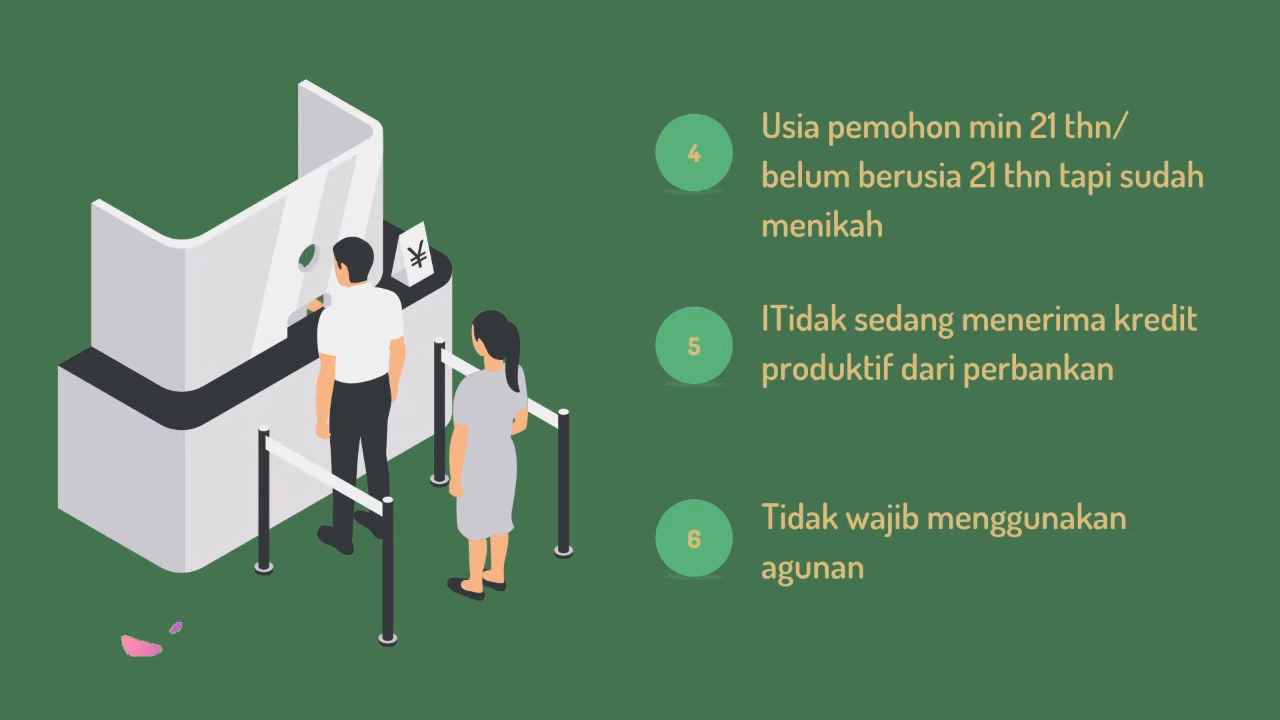 ¥
4
Usia pemohon min 21 thn/
belum berusia 21 thn tapi sudah
menikah
5
ITidak sedang menerima kredit
produktif dari perbankan
6
Tidak wajib menggunakan
agunan